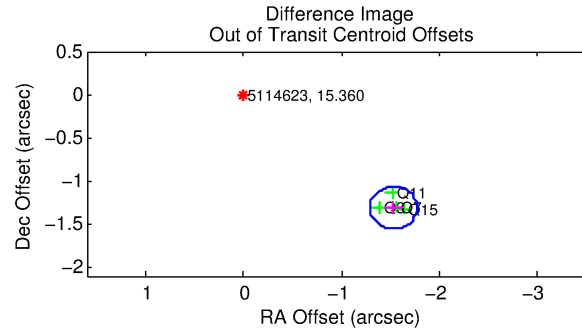 Difference Image
Out of Transit Centroid Offsets
0.5
0
−0.5
−1
−1.5
−2
Dec Offset (arcsec)
5114623, 15.360
Q11
Q15
1
0
−1
−2
−3
RA Offset (arcsec)